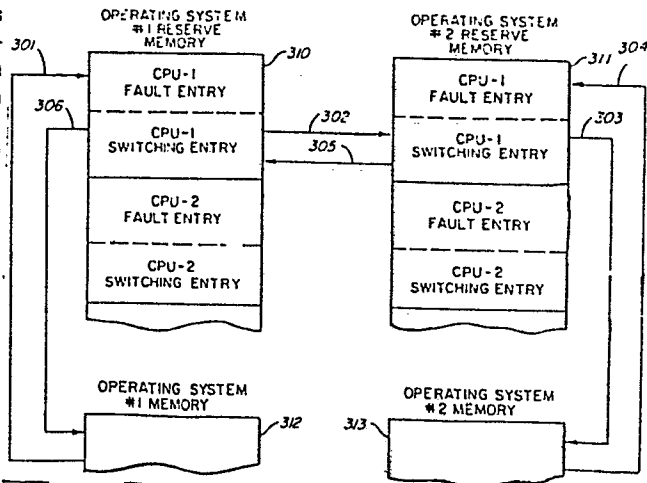 OPERATING SYSTEM
#1 RESERVE
MEMORY
301
310
CPU-1
FAULT ENTRY
306
CPU-1
SWITCHING ENTRY
302
305
CPU-2
FAULT ENTRY
CPU-2
SWITCHING ENTRY
OPERATING SYSTEM
#2 RESERVE
MEMORY
311
304
CPU-1
FAULT ENTRY
303
CPU-1
SWITCHING ENTRY
CPU-2
FAULT ENTRY
CPU-2
SWITCHING ENTRY
OPERATING SYSTEM
#1 MEMORY
312
OPERATING SYSTEM
#2 MEMORY
313